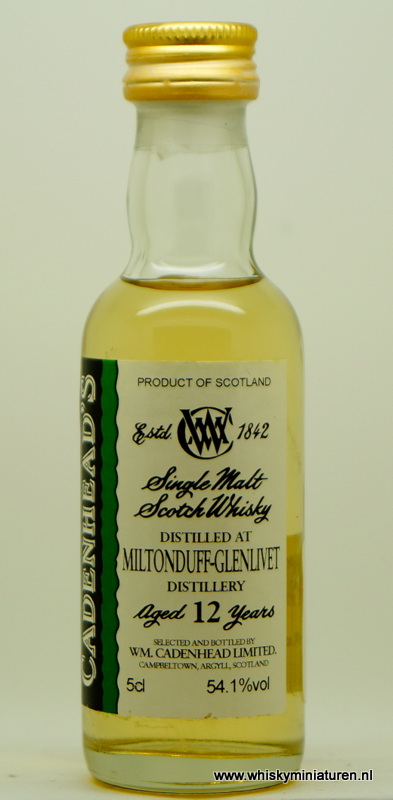 CADENHEAD'S
PRODUCT OF SCOTLAND
Estd. WC 1842
Single Malt
Scotch Whisky
DISTILLED AT
MILTONDUFF-GLENLIVET
DISTILLERY
Aged 12 Years
SELECTED AND BOTTLED BY
WM. CADENHEAD LIMITED.
CAMPBELTOWN, ARGYLL, SCOTLAND
5cl 54.1%vol
www.whiskyminiaturen.nl